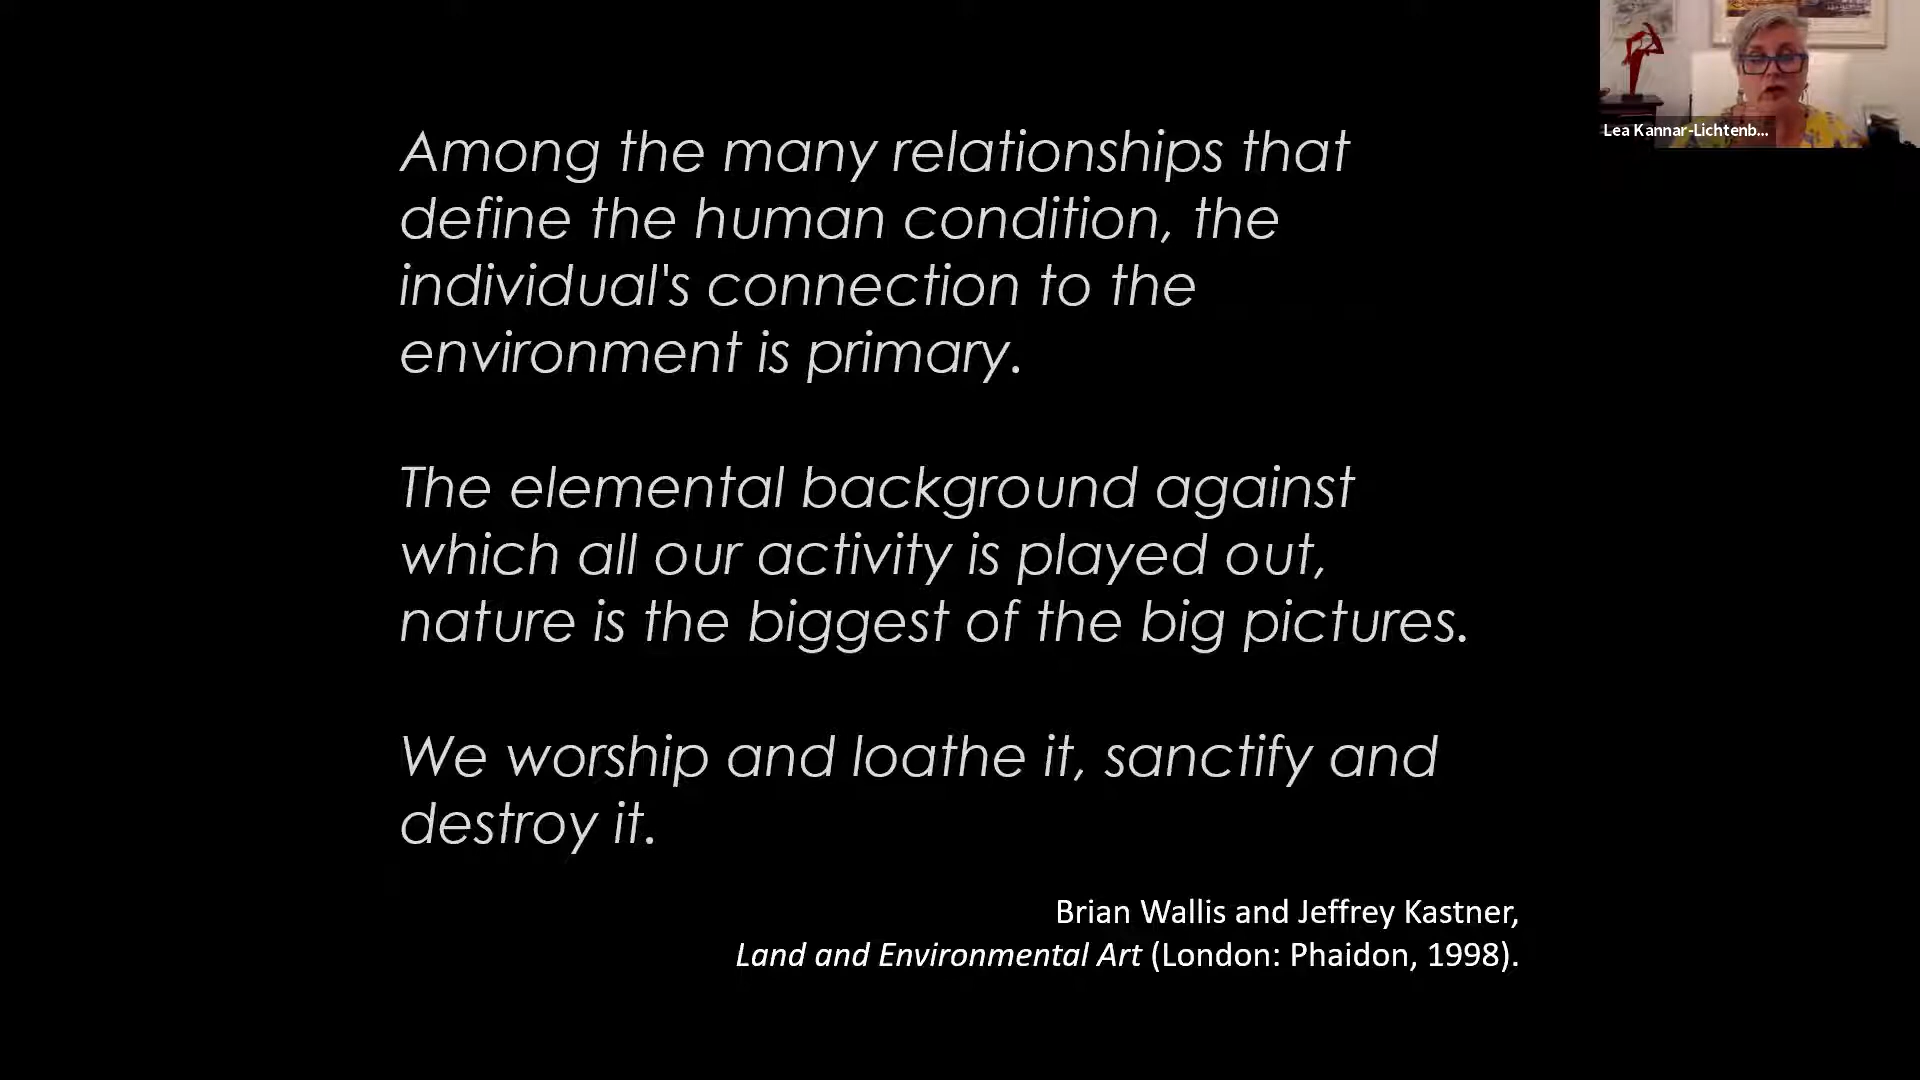 Among the many relationships that
define the human condition, the
individual's connection to the
environment is primary.
The elemental background against
which all our activity is played out,
nature is the biggest of the big pictures.
We worship and loathe it, sanctify and
destroy it.
Brian Wallis and Jeffrey Kastner,
Land and Environmental Art (London: Phaidon, 1998).
Lea Kannar-Lichtenb...